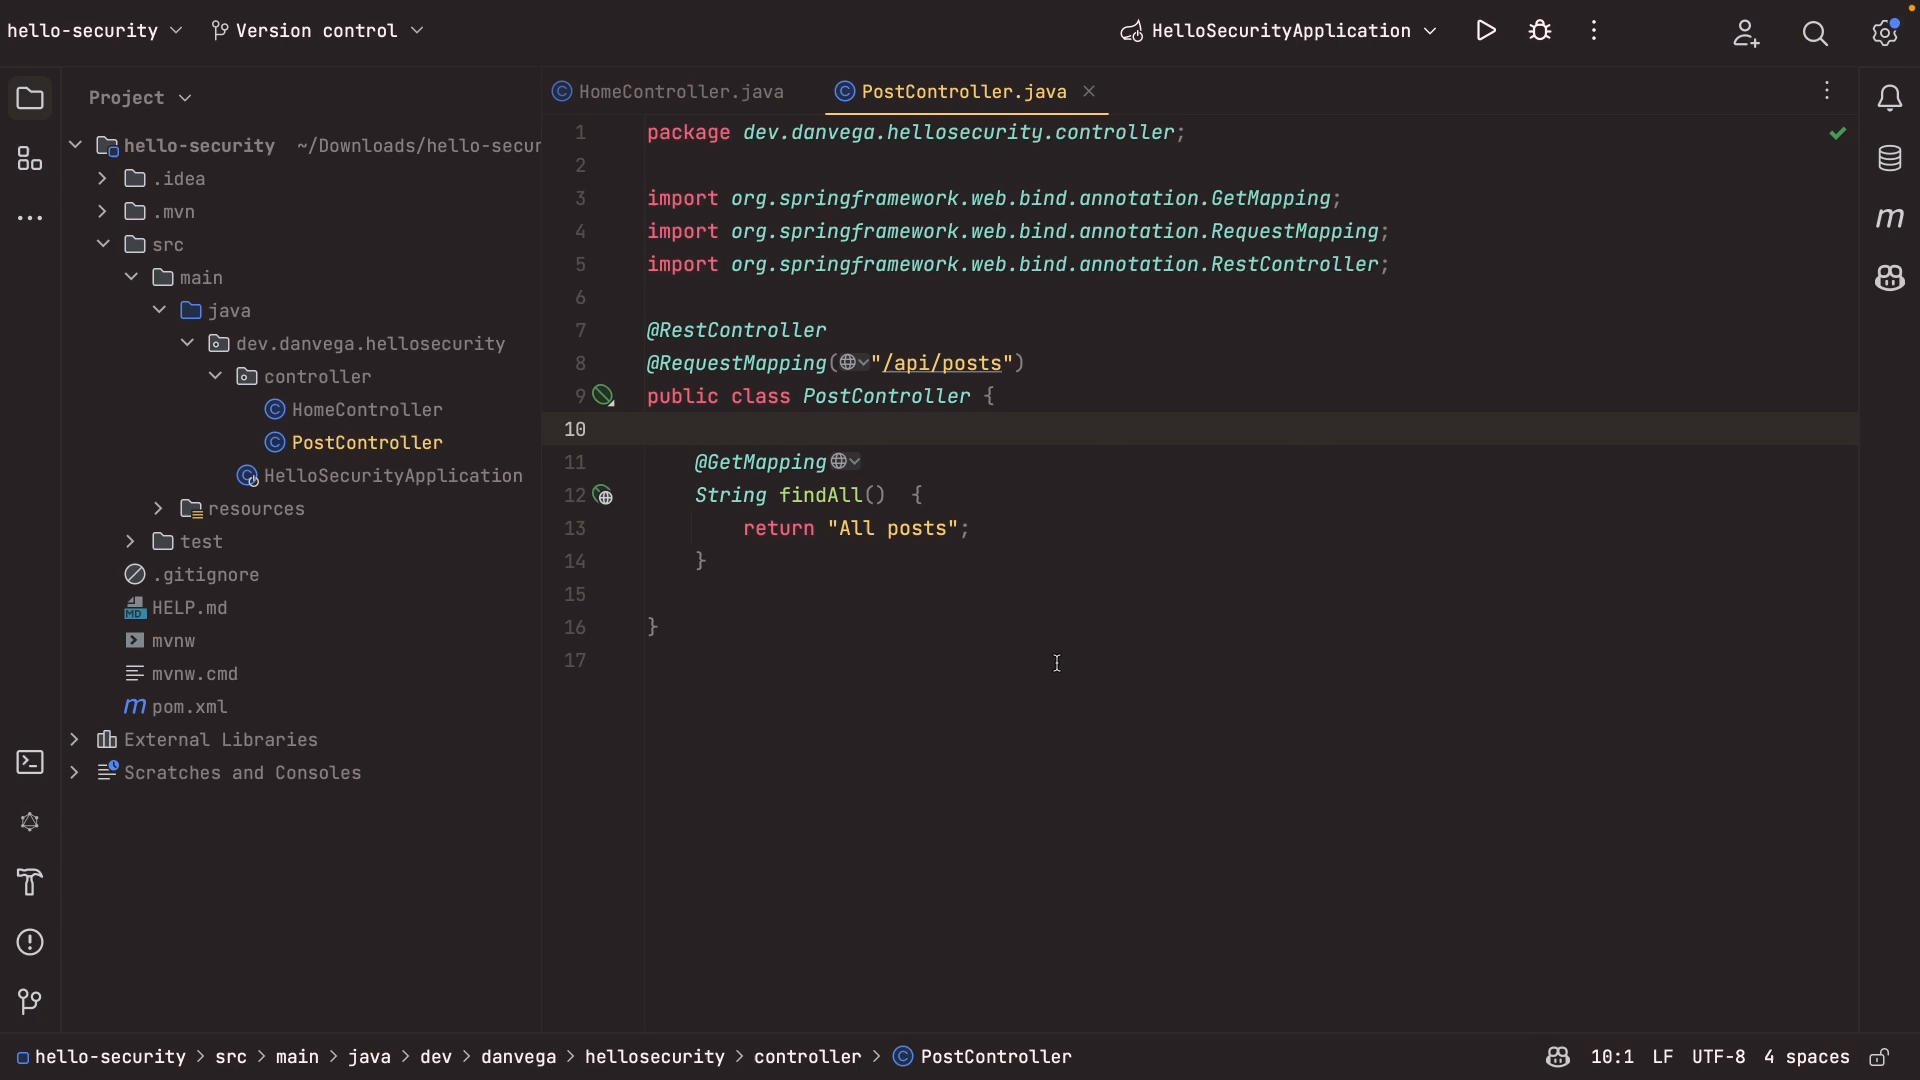 hello-security
Version control
HelloSecurityApplication
Project
HomeController.java
PostController.java
hello-security ~/Downloads/hello-secur
.idea
.mvn
src
main
java
dev.danvega.hellosecurity
controller
HomeController
PostController
HelloSecurityApplication
resources
test
.gitignore
HELP.md
mvnw
mvnw.cmd
pom.xml
External Libraries
Scratches and Consoles
1 package dev.danvega.hellosecurity.controller;
2
3 import org.springframework.web.bind.annotation.GetMapping;
4 import org.springframework.web.bind.annotation.RequestMapping;
5 import org.springframework.web.bind.annotation.RestController;
6
7 @RestController
8 @RequestMapping("/api/posts")
9 public class PostController {
10
11 @GetMapping
12 String findAll() {
13 return "All posts";
14 }
15
16 }
17
hello-security > src > main > java > dev > danvega > hellosecurity > controller > PostController
10:1 LF UTF-8 4 spaces